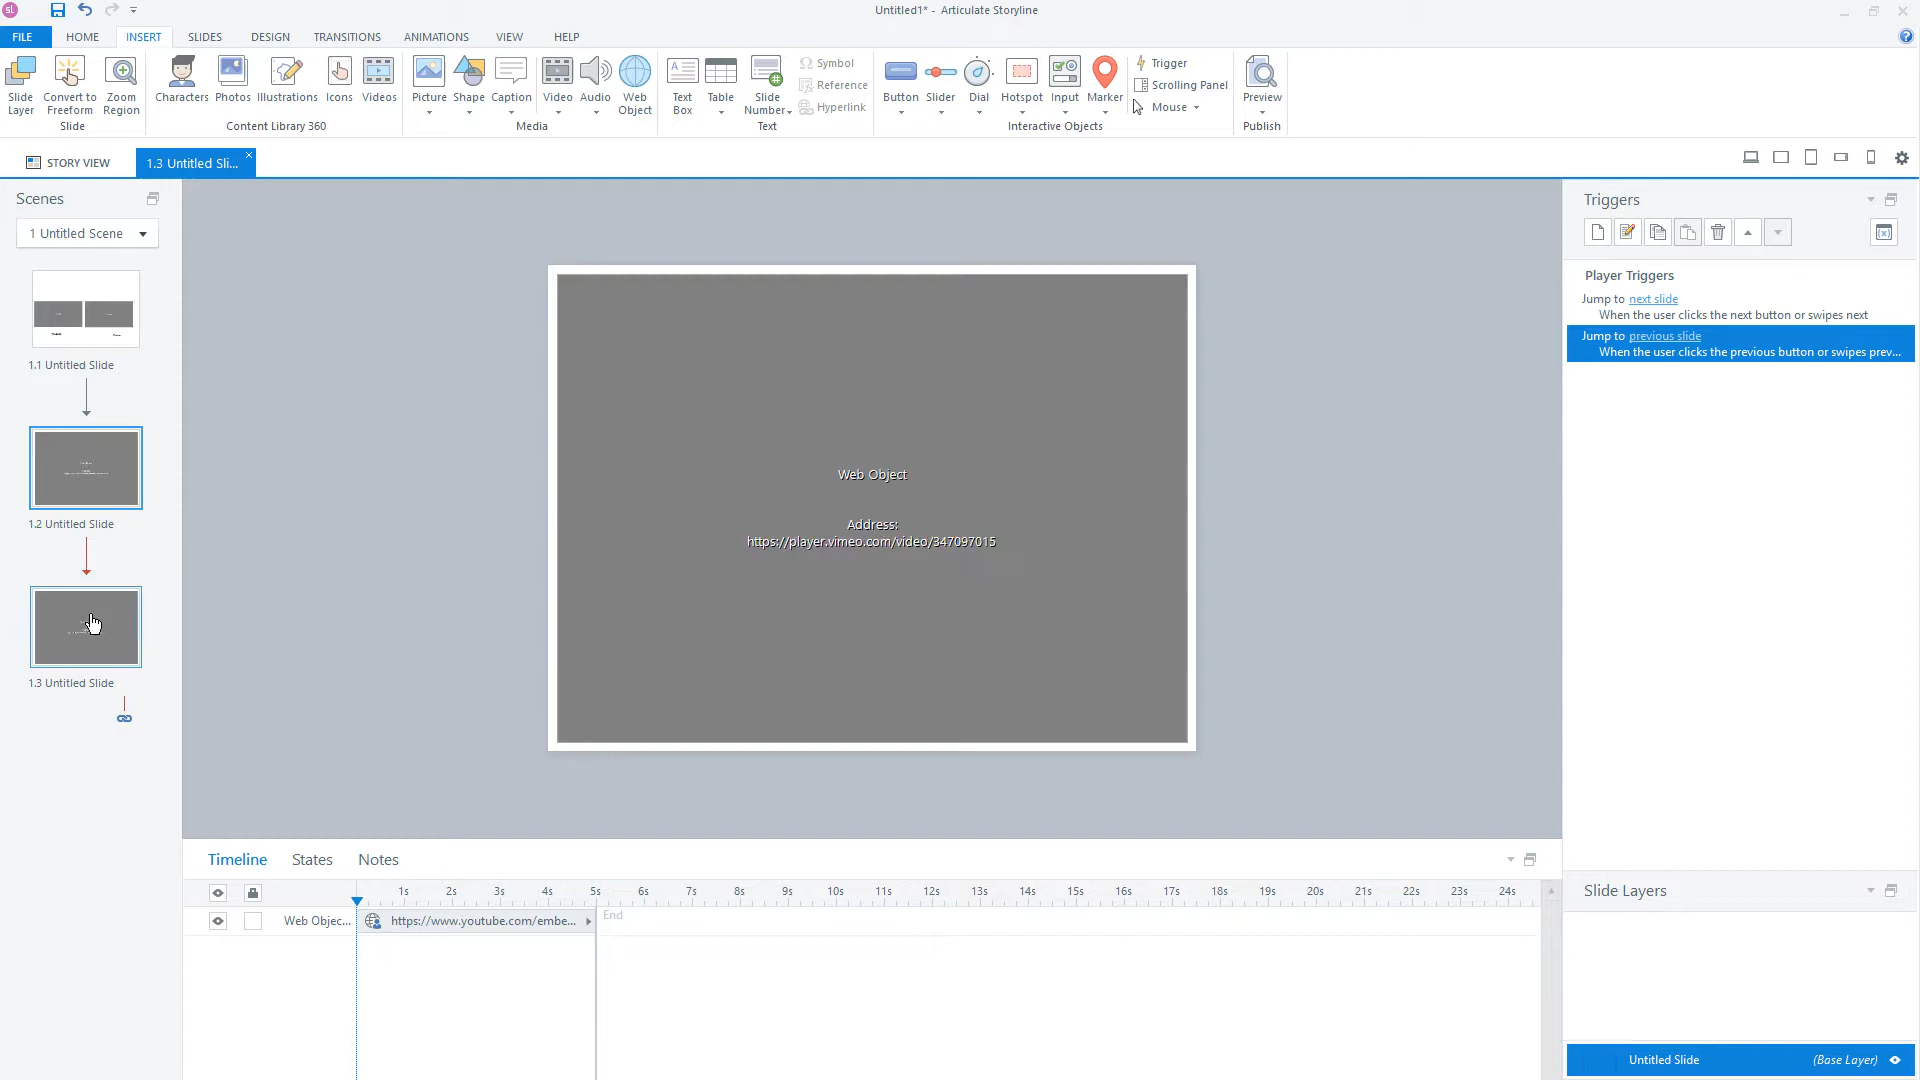 sl
Untitled1* - Articulate Storyline
FILE
HOME
INSERT
SLIDES
DESIGN
TRANSITIONS
ANIMATIONS
VIEW
HELP
Slide Layer
Convert to Freeform
Zoom Region
Slide
Characters
Photos
Illustrations
Icons
Videos
Content Library 360
Picture
Shape
Caption
Video
Audio
Web Object
Media
Text Box
Table
Slide Number
Symbol
Reference
Hyperlink
Text
Button
Slider
Dial
Hotspot
Input
Marker
Trigger
Scrolling Panel
Mouse
Interactive Objects
Preview
Publish
STORY VIEW
1.3 Untitled Sli...
Scenes
1 Untitled Scene
1.1 Untitled Slide
1.2 Untitled Slide
1.3 Untitled Slide
Web Object
Address:
https://player.vimeo.com/video/347097015
Triggers
Player Triggers
Jump to next slide
When the user clicks the next button or swipes next
Jump to previous slide
When the user clicks the previous button or swipes prev...
Timeline
States
Notes
1s 2s 3s 4s 5s 6s 7s 8s 9s 10s 11s 12s 13s 14s 15s 16s 17s 18s 19s 20s 21s 22s 23s 24s
Web Objec...
https://www.youtube.com/embe...
End
Slide Layers
Untitled Slide
(Base Layer)